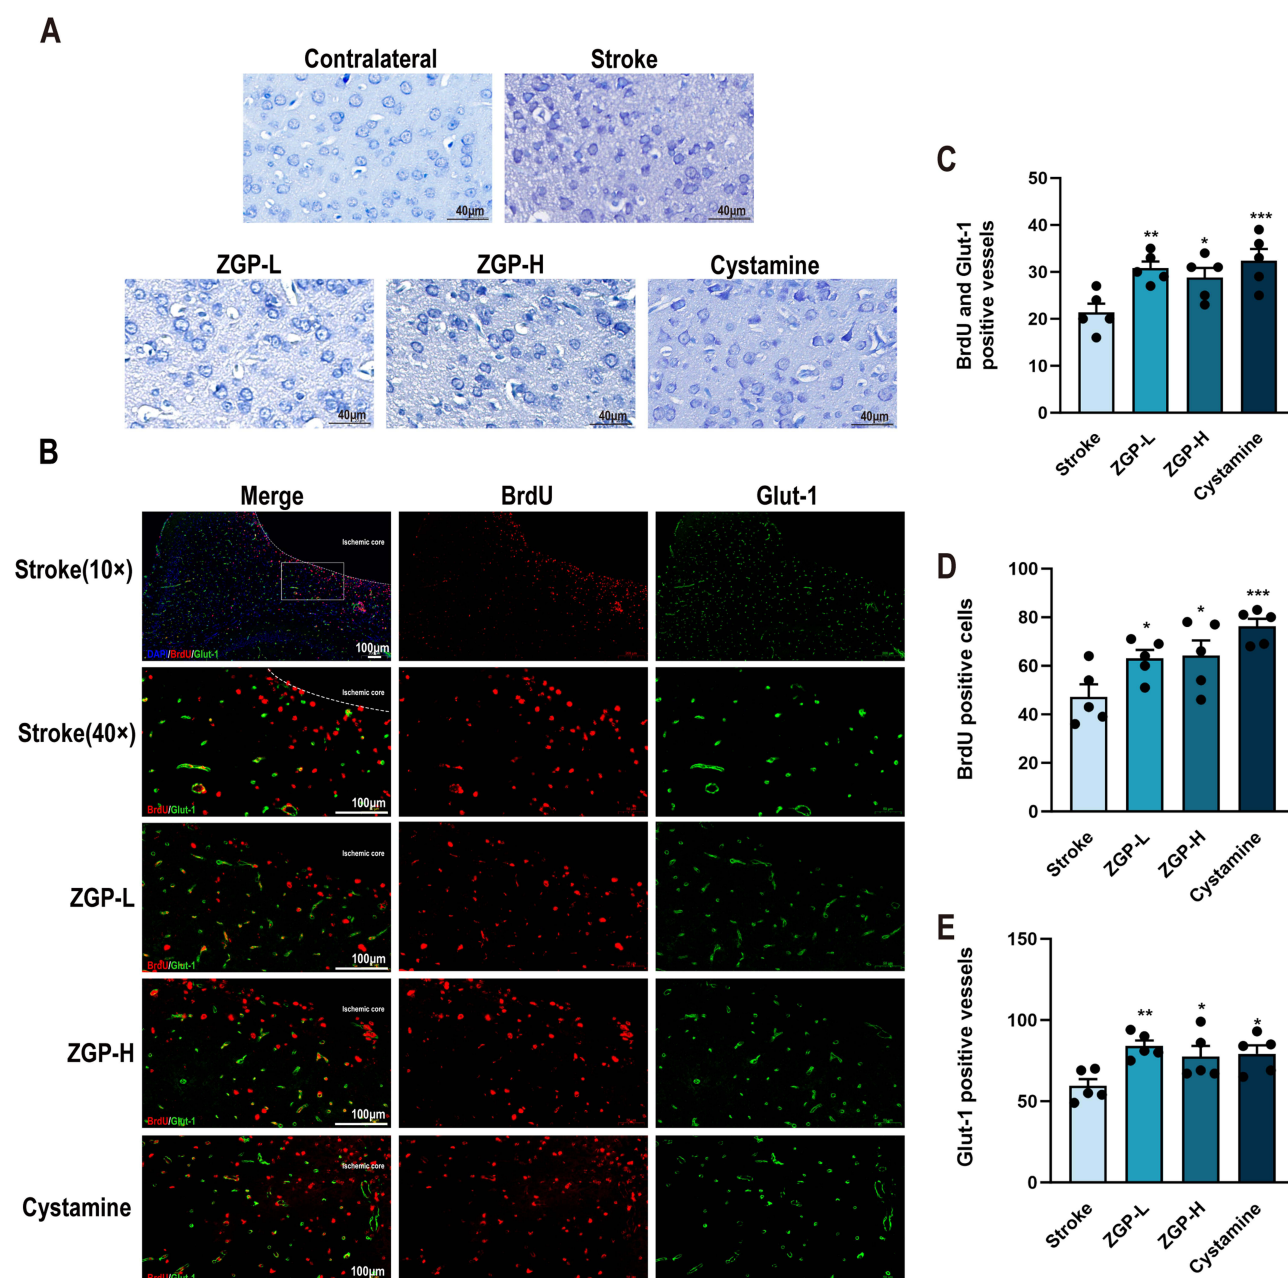 A
Contralateral
Stroke
40μm
40μm
ZGP-L
ZGP-H
Cystamine
40μm
40μm
40μm
B
Merge
BrdU
Glut-1
Stroke(10×)
Ischemic core
DAPI/BrdU/Glut-1
100μm
Stroke(40×)
Ischemic core
BrdU/Glut-1
100μm
ZGP-L
Ischemic core
BrdU/Glut-1
100μm
ZGP-H
Ischemic core
BrdU/Glut-1
100μm
Cystamine
Ischemic core
BrdU/Glut-1
100μm
C
BrdU and Glut-1
positive vessels
50
40
30
20
10
0
**
*
***
Stroke
ZGP-L
ZGP-H
Cystamine
D
BrdU positive cells
100
80
60
40
20
0
*
*
***
Stroke
ZGP-L
ZGP-H
Cystamine
E
Glut-1 positive vessels
150
100
50
0
**
*
*
Stroke
ZGP-L
ZGP-H
Cystamine